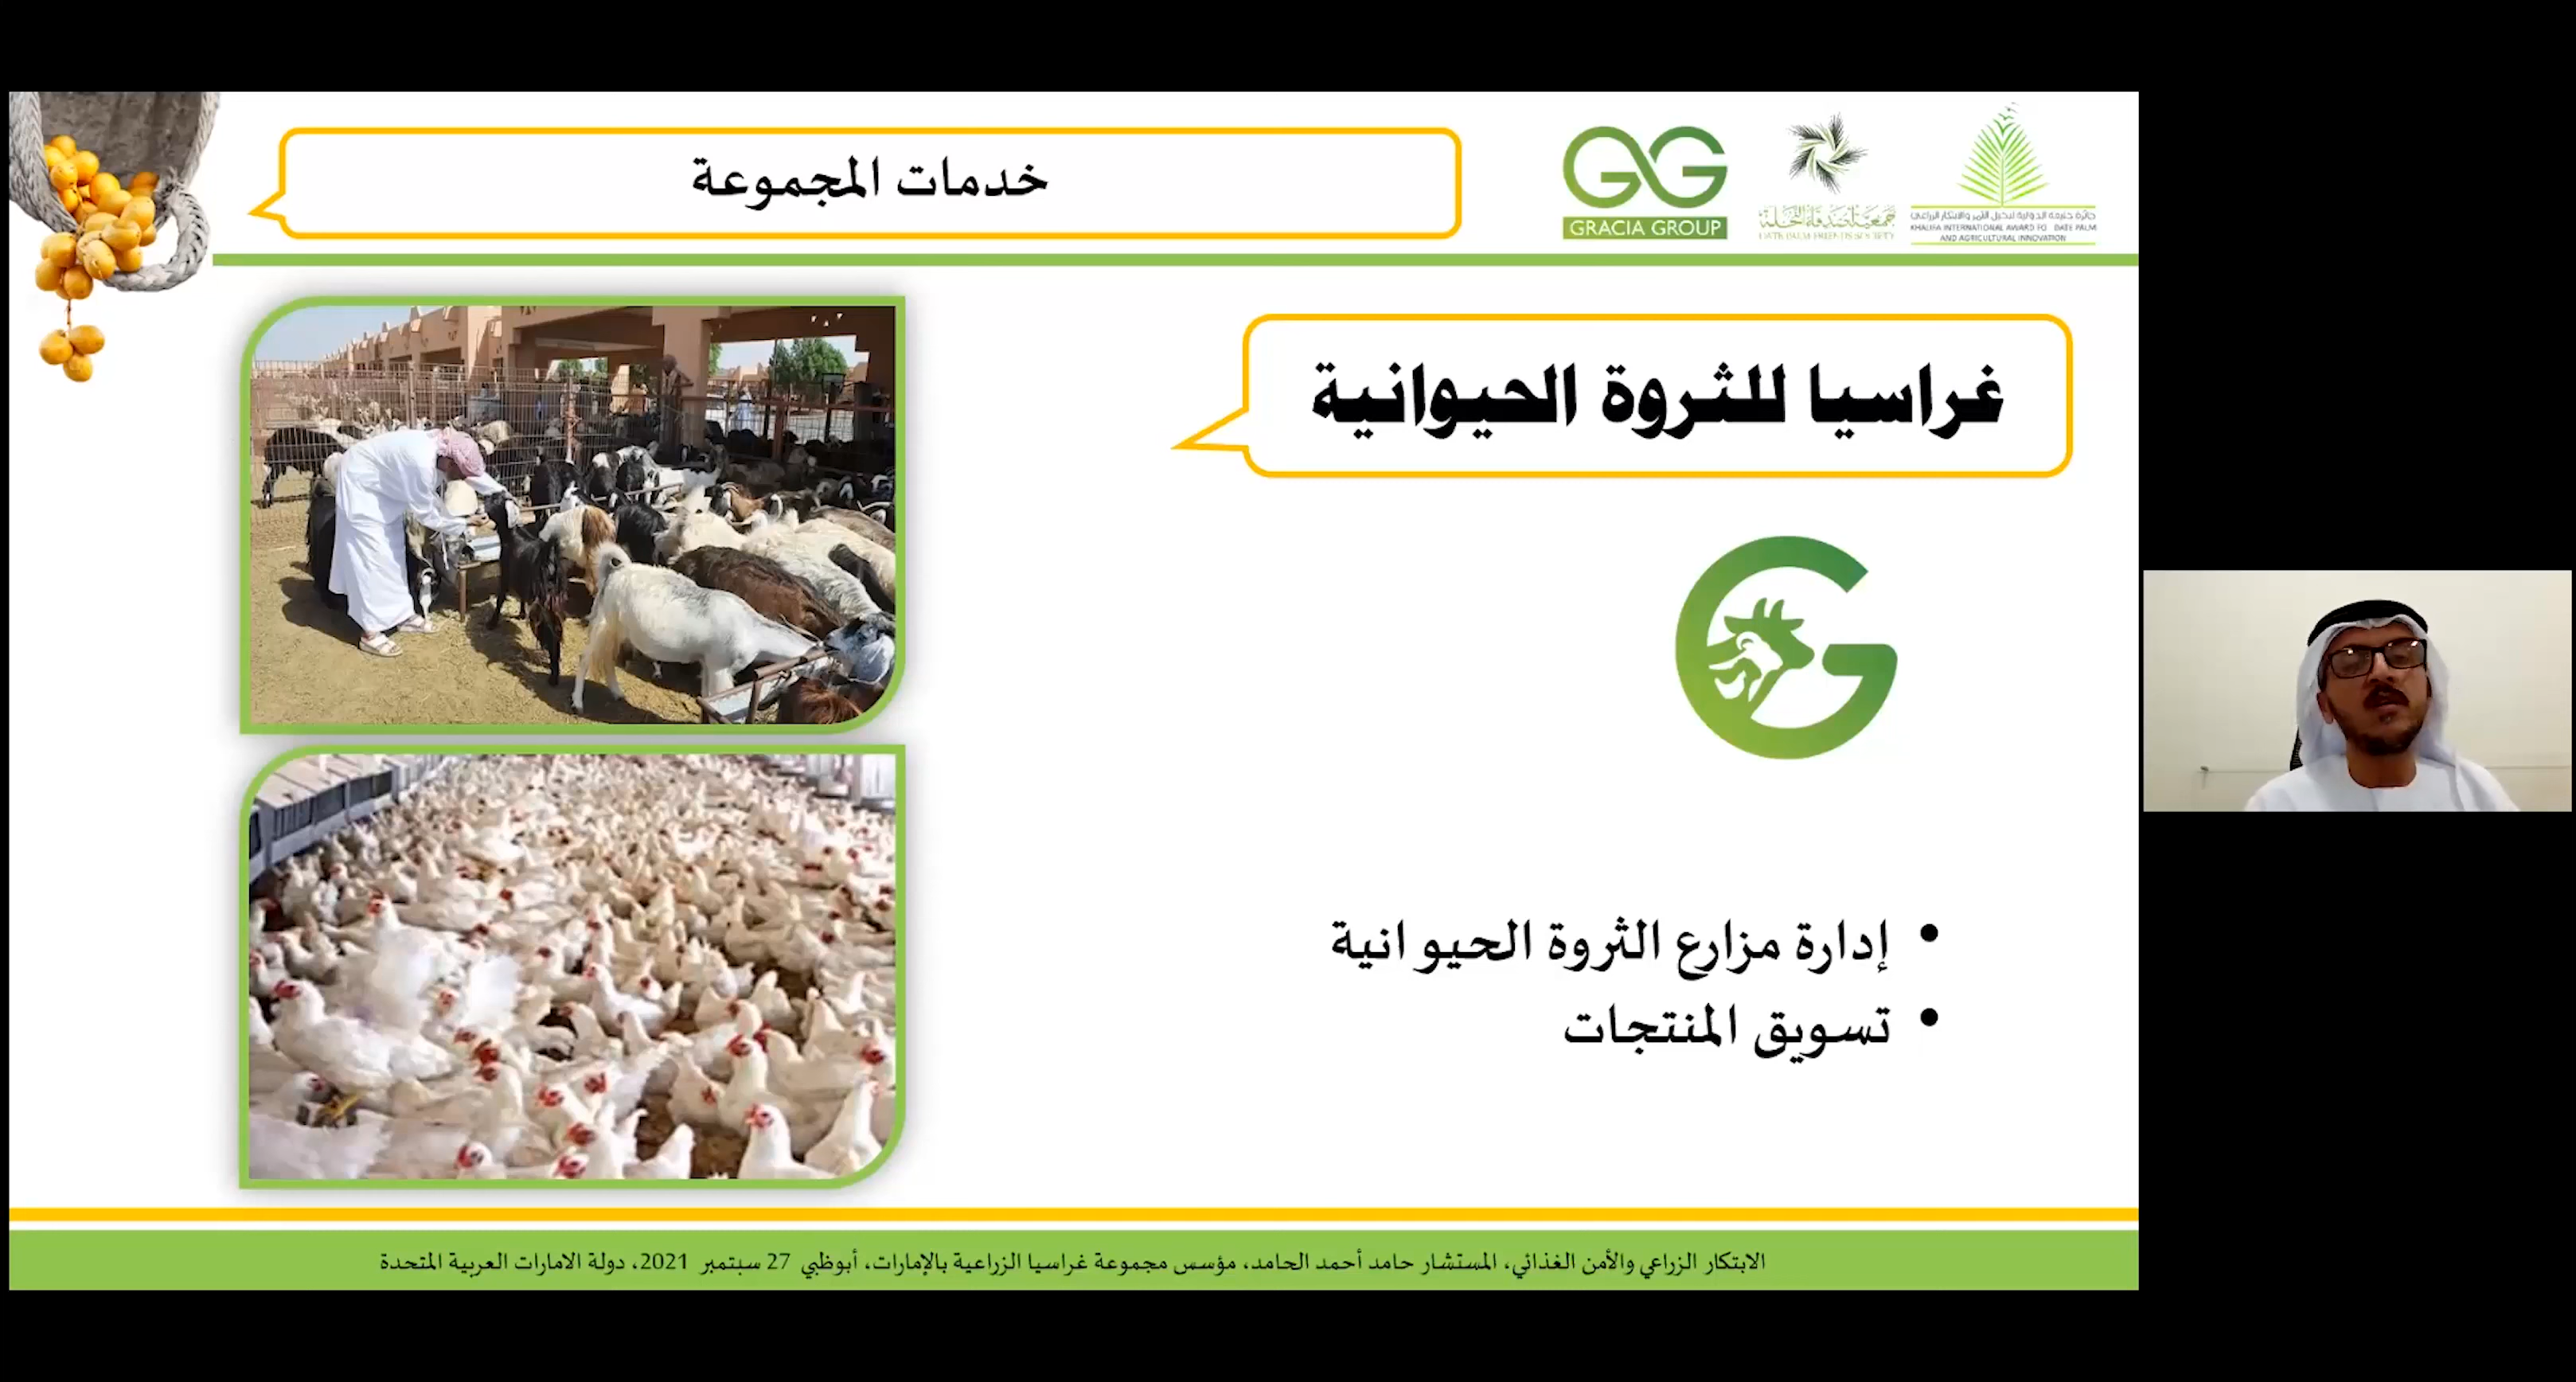 خدمات المجموعة
GRACIA GROUP
جمعية أصدقاء النخلة
DATE PALM FRIENDS SOCIETY
جائزة خليفة الدولية لنخيل التمر والابتكار الزراعي
KHALIFA INTERNATIONAL AWARD FO DATE PALM
AND AGRICULTURAL INNOVATION
غراسيا للثروة الحيوانية
• إدارة مزارع الثروة الحيوانية
• تسويق المنتجات
الابتكار الزراعي والأمن الغذائي، المستشار حامد أحمد الحامد، مؤسس مجموعة غراسيا الزراعية بالإمارات، أبوظبي 27 سبتمبر 2021، دولة الامارات العربية المتحدة